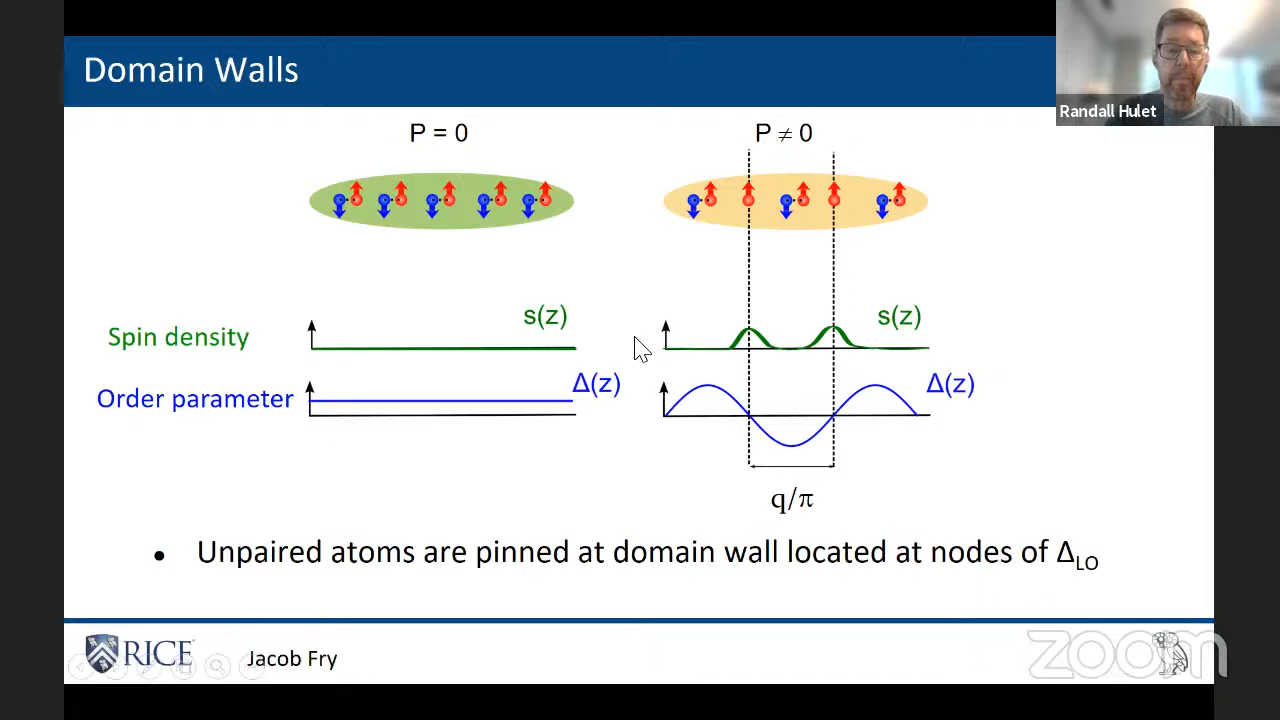 Domain Walls
Randall Hulet
P = 0
P ≠ 0
Spin density
s(z)
s(z)
Order parameter
Δ(z)
Δ(z)
q/π
• Unpaired atoms are pinned at domain wall located at nodes of Δ_LO
RICE
Jacob Fry
zoom